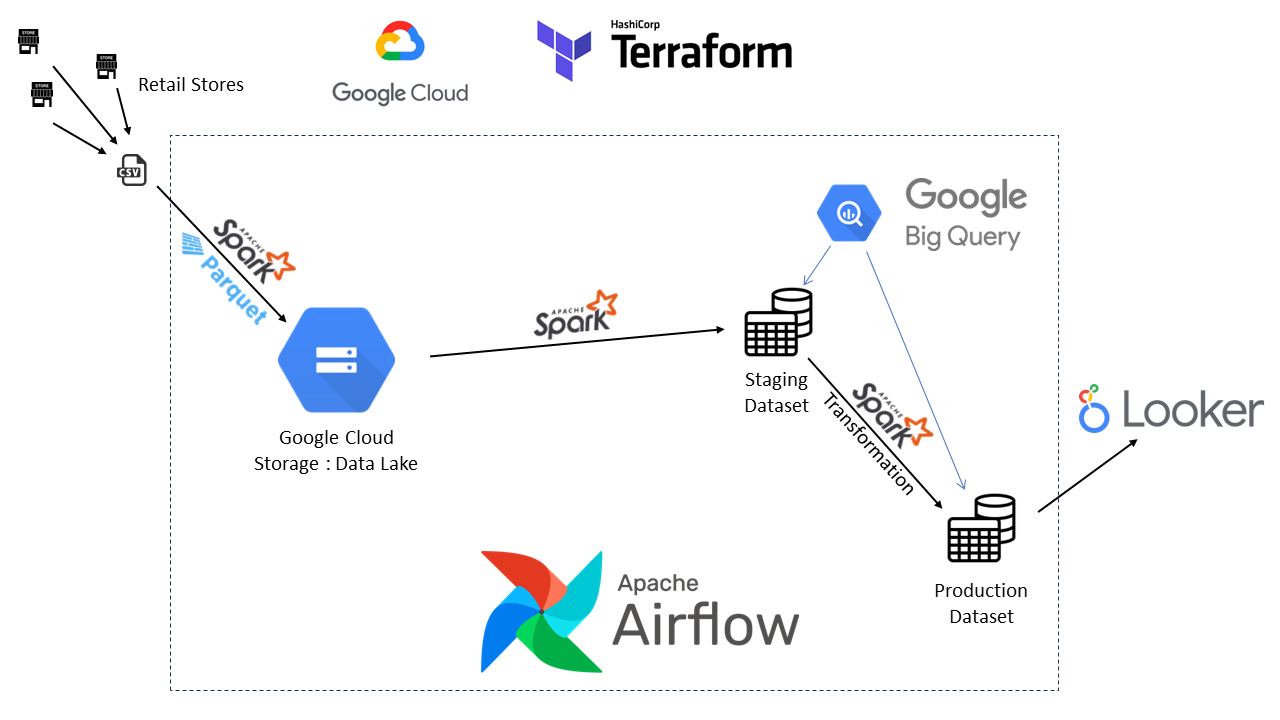 HashiCorp
Terraform
Google Cloud
STORE
STORE
STORE
Retail Stores
CSV
Google
Big Query
APACHE
Spark
Parquet
APACHE
Spark
Google Cloud
Storage : Data Lake
Staging
Dataset
APACHE
Spark
Transformation
Looker
Apache
Airflow
Production
Dataset